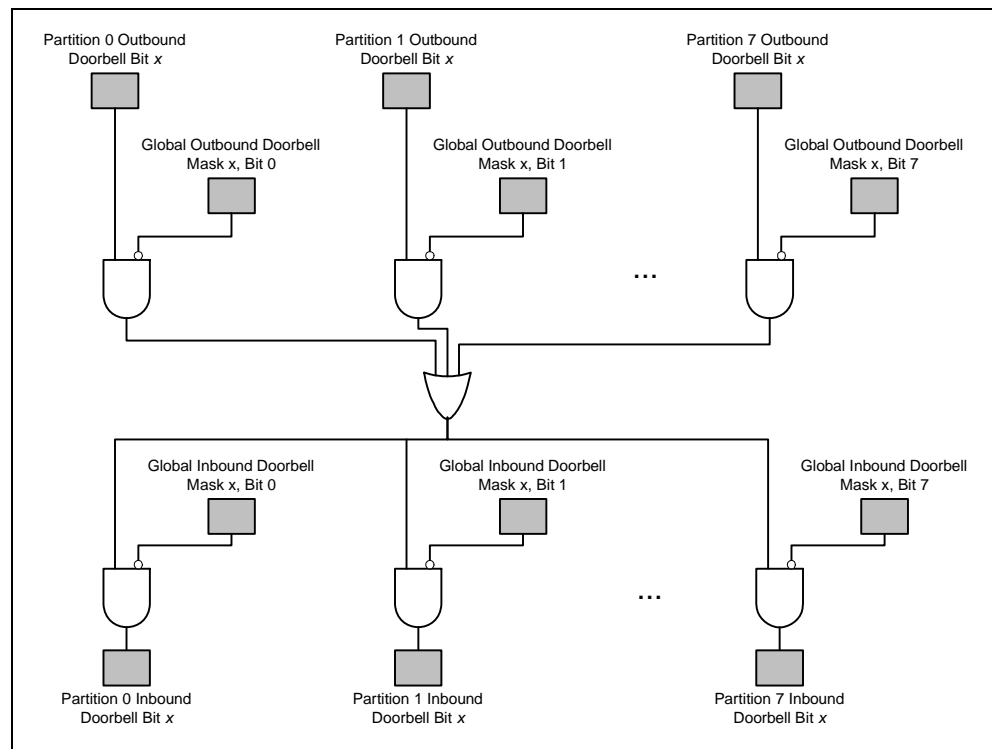 Partition 0 Outbound
Doorbell Bit x
Partition 1 Outbound
Doorbell Bit x
Partition 7 Outbound
Doorbell Bit x
Global Outbound Doorbell
Mask x, Bit 0
Global Outbound Doorbell
Mask x, Bit 1
Global Outbound Doorbell
Mask x, Bit 7
...
Global Inbound Doorbell
Mask x, Bit 0
Global Inbound Doorbell
Mask x, Bit 1
Global Inbound Doorbell
Mask x, Bit 7
...
Partition 0 Inbound
Doorbell Bit x
Partition 1 Inbound
Doorbell Bit x
Partition 7 Inbound
Doorbell Bit x